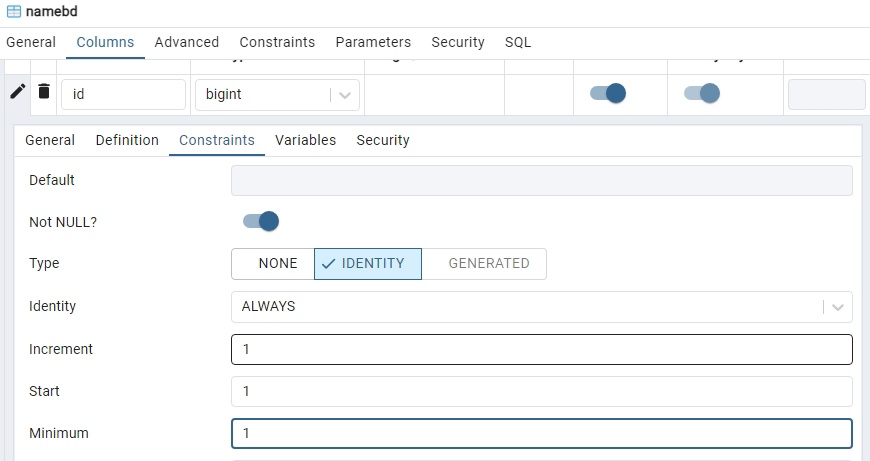 namebd
General Columns Advanced Constraints Parameters Security SQL
id bigint
General Definition Constraints Variables Security
Default
Not NULL?
Type NONE IDENTITY GENERATED
Identity ALWAYS
Increment 1
Start 1
Minimum 1